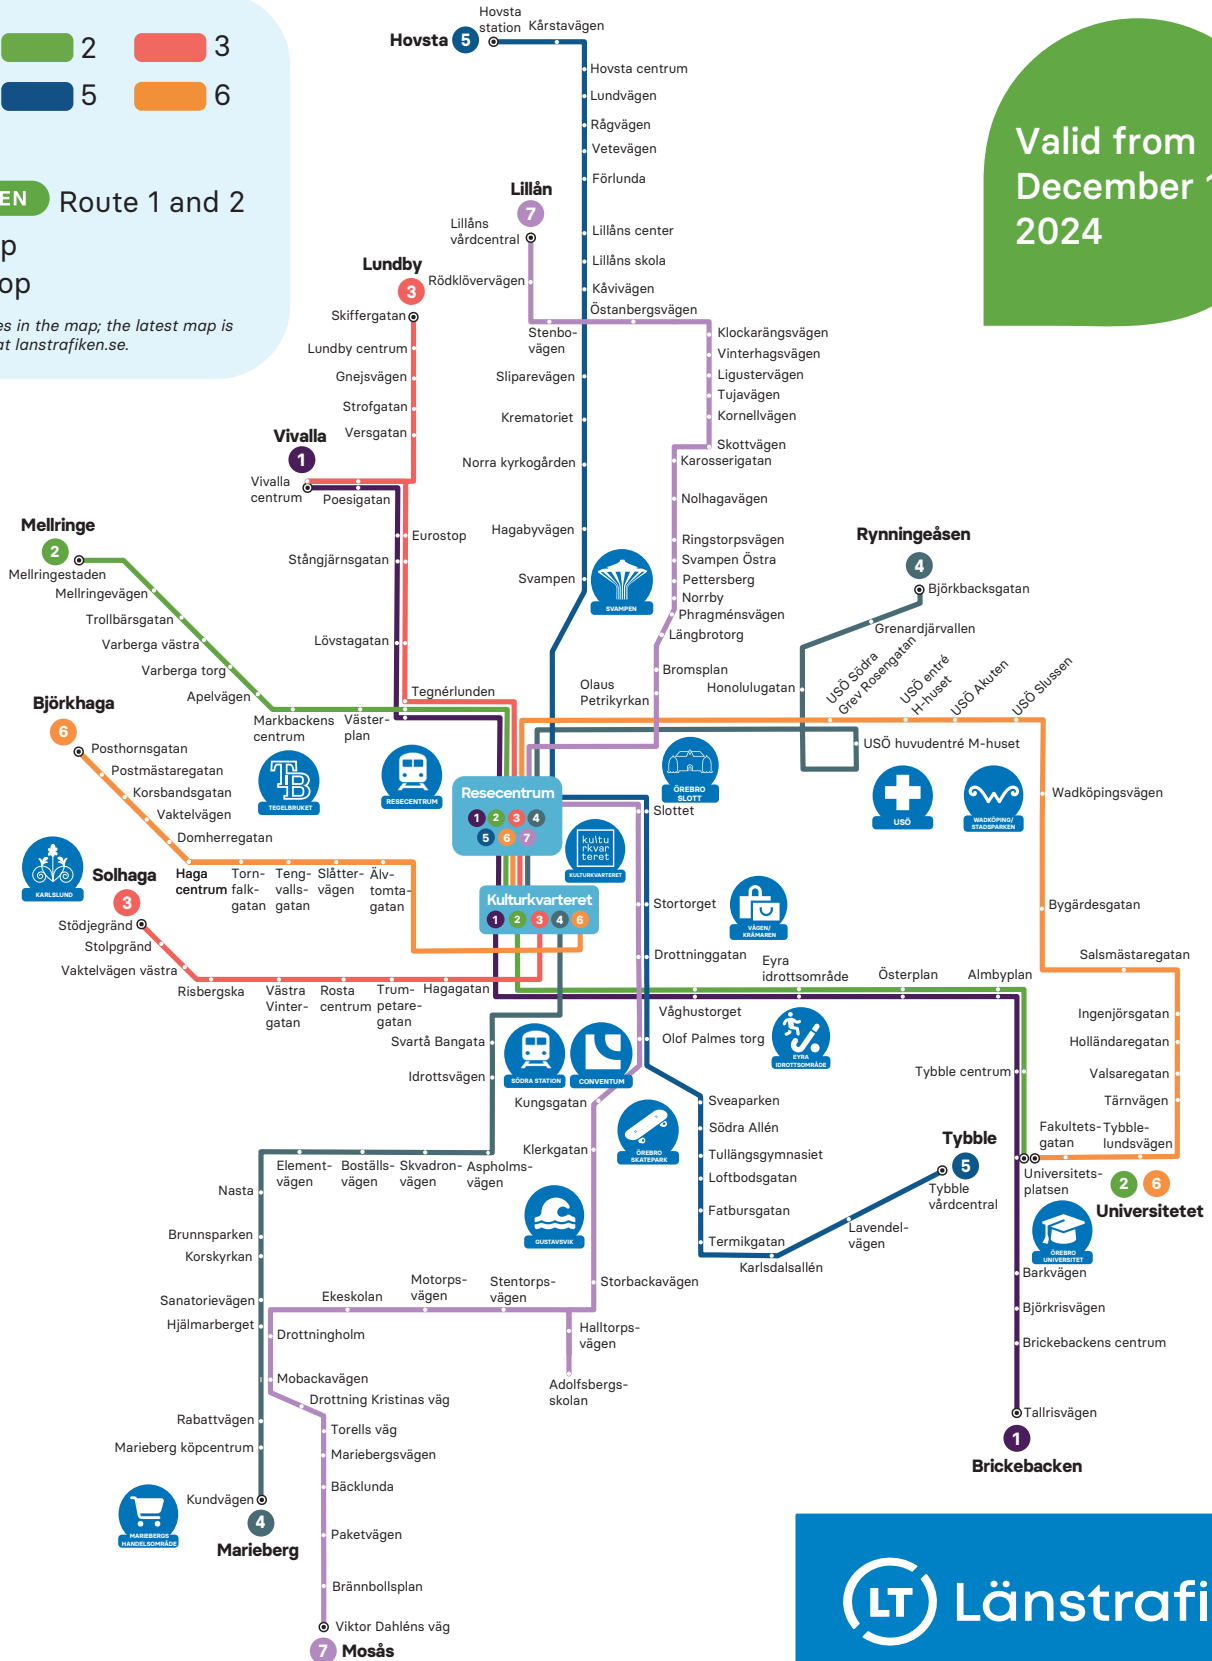 2
3
5
6
EN
Route 1 and 2
p
op
es in the map; the latest map is
at lanstrafiken.se.
Valid from
December 1
2024
Hovsta
5
Hovsta
station
Kårstavägen
Hovsta centrum
Lundvägen
Rågvägen
Vetevägen
Förlunda
Lillåns center
Lillåns skola
Kåvivägen
Lillån
7
Lillåns
vårdcentral
Rödklövervägen
Stenbo-
vägen
Östanbergsvägen
Klockarängsvägen
Vinterhagsvägen
Ligustervägen
Tujavägen
Kornellvägen
Skottvägen
Karosserigatan
Nolhagavägen
Ringstorpsvägen
Svampen Östra
Pettersberg
Norrby
Phragménsvägen
Längbrotorg
Bromsplan
Olaus
Petrikyrkan
Sliparevägen
Krematoriet
Norra kyrkogården
Hagabyvägen
Svampen
SVAMPEN
Lundby
3
Skiffergatan
Lundby centrum
Gnejsvägen
Strofgatan
Versgatan
Vivalla
1
Vivalla
centrum
Poesigatan
Eurostop
Stångjärnsgatan
Lövstagatan
Tegnérlunden
Mellringe
2
Mellringestaden
Mellringevägen
Trollbärsgatan
Varberga västra
Varberga torg
Apelvägen
Markbackens
centrum
Väster-
plan
TB
TEGELBRUKET
RESECENTRUM
Rynningeåsen
4
Björkbacksgatan
Grenardjärvallen
Honolulugatan
USÖ Södra
Grev Rosengatan
USÖ entré
H-huset
USÖ Akuten
USÖ Slussen
USÖ huvudentré M-huset
USÖ
WADKÖPING/
STADSPARKEN
ÖREBRO
SLOTT
Wadköpingsvägen
Bygärdesgatan
Salsmästaregatan
Ingenjörsgatan
Holländaregatan
Valsaregatan
Tärnvägen
Fakultets-
gatan
Tybble-
lundsvägen
Björkhaga
6
Posthornsgatan
Postmästaregatan
Korsbandsgatan
Vaktelvägen
Domherregatan
Haga
centrum
Torn-
falk-
gatan
Teng-
valls-
gatan
Slåtter-
vägen
Älv-
tomta-
gatan
KARLSLUND
Solhaga
3
Stödjegränd
Stolpgränd
Vaktelvägen västra
Risbergska
Västra
Vinter-
gatan
Rosta
centrum
Trum-
petare-
gatan
Hagagatan
Resecentrum
1 2 3 4
5 6 7
kultu
rkvar
teret
KULTURKVARTERET
Kulturkvarteret
1 2 3 4 6
Slottet
Stortorget
Drottninggatan
VÅGEN/
KRÄMAREN
Eyra
idrottsområde
Österplan
Almbyplan
Våghustorget
Olof Palmes torg
EYRA
IDROTTSOMRÅDE
Svartå Bangata
Idrottsvägen
SÖDRA STATION
CONVENTUM
Kungsgatan
Klerkgatan
ÖREBRO
SKATEPARK
Sveaparken
Södra Allén
Tullängsgymnasiet
Loftbodsgatan
Fatbursgatan
Termikgatan
Karlsdalsallén
Lavendel-
vägen
Tybble
5
Tybble
vårdcentral
Tybble centrum
Universitets-
platsen
2 6
Universitetet
ÖREBRO
UNIVERSITET
Barkvägen
Björkrisvägen
Brickebackens centrum
Tallrisvägen
1
Brickebacken
Element-
vägen
Boställs-
vägen
Skvadron-
vägen
Aspholms-
vägen
Nasta
Brunnsparken
Korskyrkan
Sanatorievägen
Hjälmarberget
Rabattvägen
Marieberg köpcentrum
Kundvägen
4
Marieberg
MARIEBERGS
HANDELSOMRÅDE
GUSTAVSVIK
Storbackavägen
Halltorps-
vägen
Adolfsbergs-
skolan
Stentorps-
vägen
Motorps-
vägen
Ekeskolan
Drottningholm
Mobackavägen
Drottning Kristinas väg
Torells väg
Mariebergsvägen
Bäcklunda
Paketvägen
Brännbollsplan
Viktor Dahléns väg
7
Mosås
LT
Länstrafi